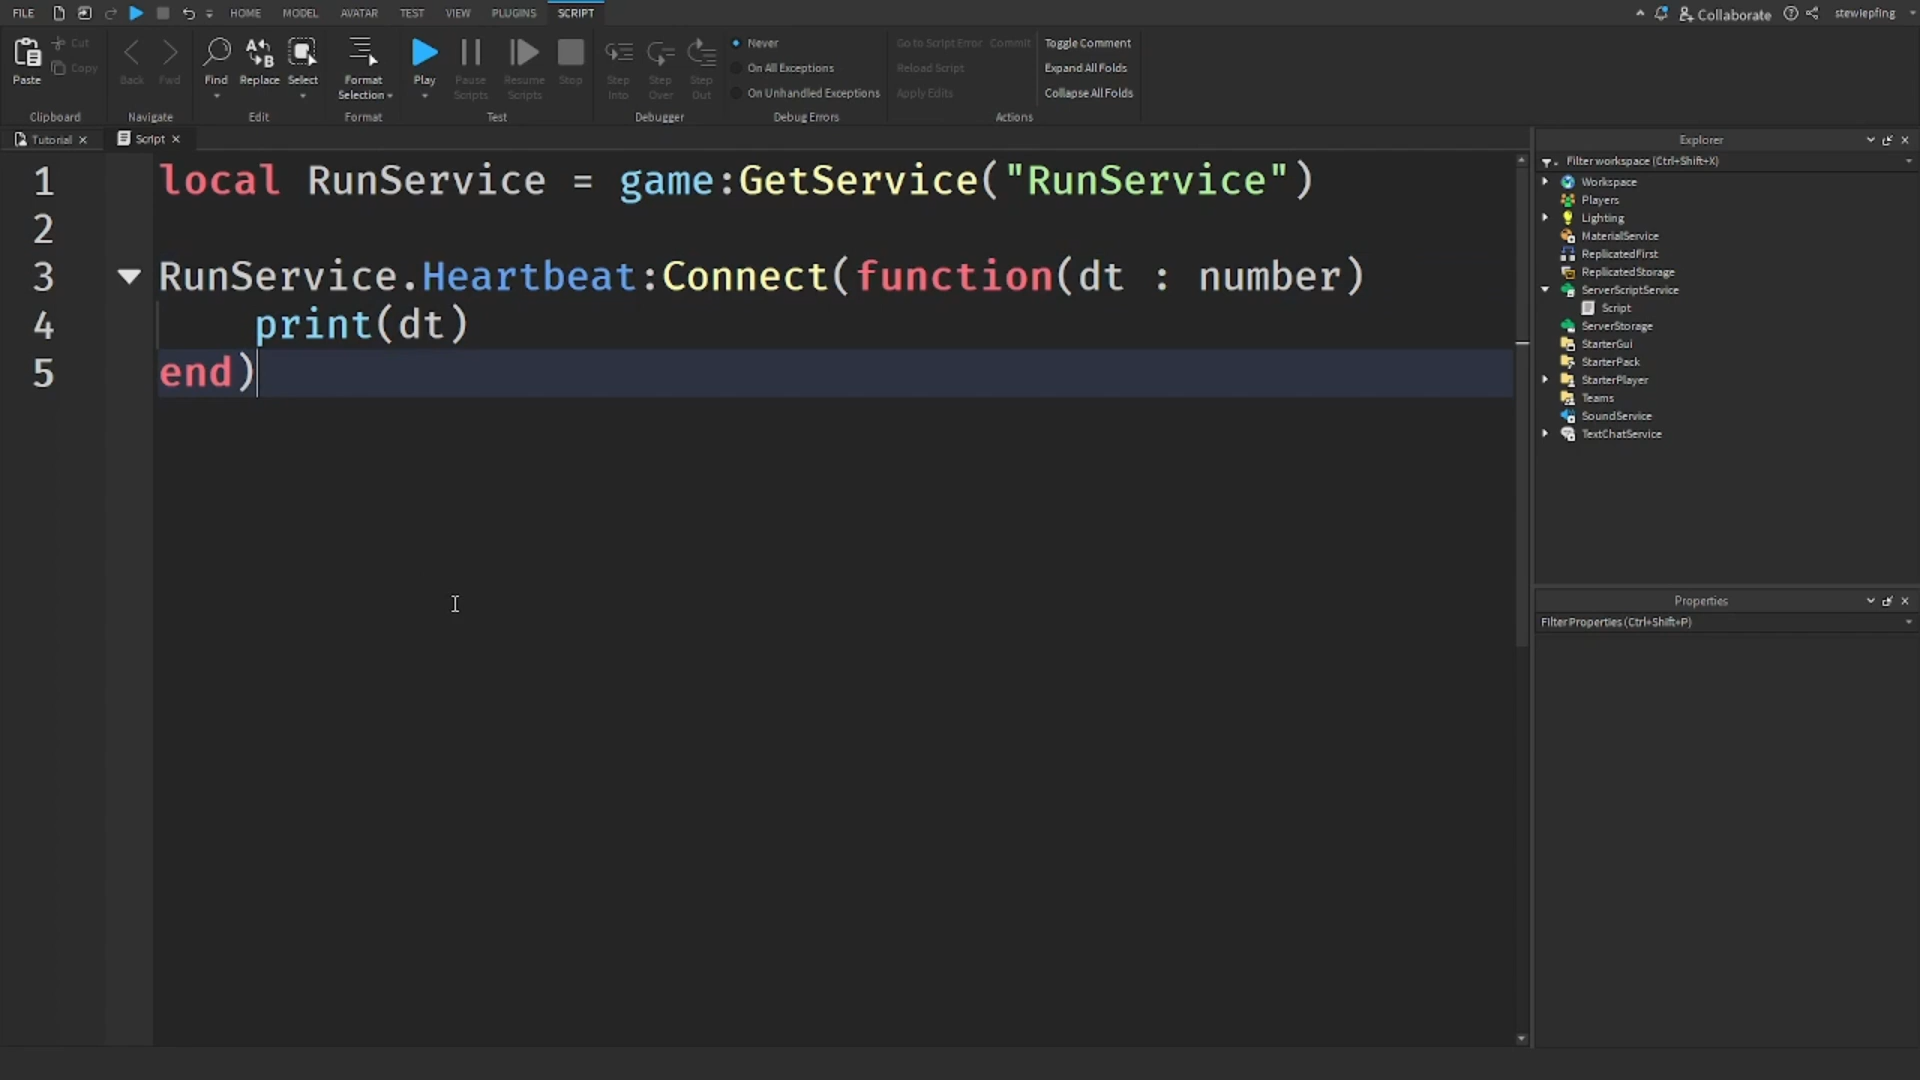 FILE HOME MODEL AVATAR TEST VIEW PLUGINS SCRIPT Collaborate stewiepfing
Paste Cut Copy Back Fwd Find Replace Select Format Selection Play Pause Scripts Resume Scripts Stop Step Into Step Over Step Out
Never
On All Exceptions
On Unhandled Exceptions
Go to Script Error Commit
Reload Script
Apply Edits
Toggle Comment
Expand All Folds
Collapse All Folds
Clipboard Navigate Edit Format Test Debugger Debug Errors Actions
Tutorial Script
1 local RunService = game:GetService("RunService")
2
3 RunService.Heartbeat:Connect(function(dt : number)
4 print(dt)
5 end)
Explorer
Filter workspace (Ctrl+Shift+X)
Workspace
Players
Lighting
MaterialService
ReplicatedFirst
ReplicatedStorage
ServerScriptService
Script
ServerStorage
StarterGui
StarterPack
StarterPlayer
Teams
SoundService
TextChatService
Properties
Filter Properties (Ctrl+Shift+P)